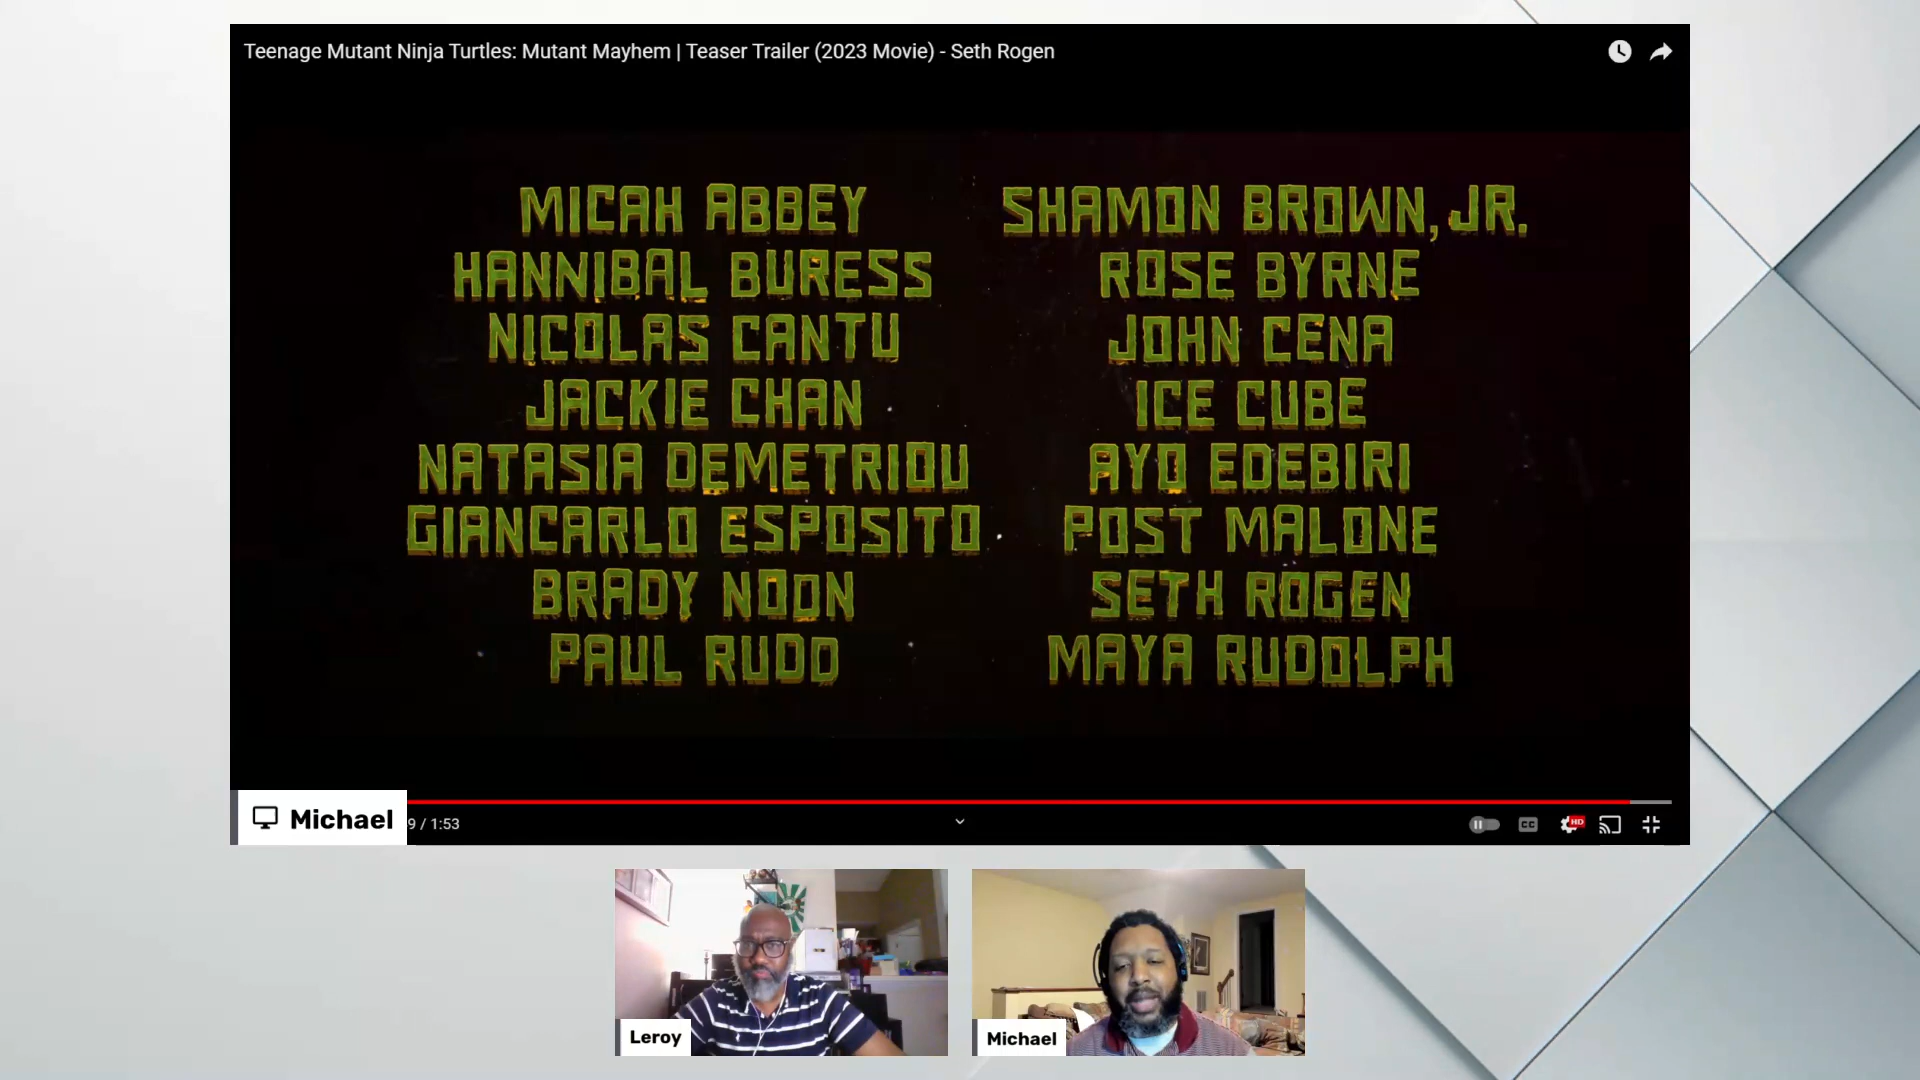 Teenage Mutant Ninja Turtles: Mutant Mayhem | Teaser Trailer (2023 Movie) - Seth Rogen
MICAH ABBEY
HANNIBAL BURESS
NICOLAS CANTU
JACKIE CHAN
NATASIA DEMETRIOU
GIANCARLO ESPOSITO
BRADY NOON
PAUL RUDD
SHAMON BROWN, JR.
ROSE BYRNE
JOHN CENA
ICE CUBE
AYO EDEBIRI
POST MALONE
SETH ROGEN
MAYA RUDOLPH
Michael
9 / 1:53
CC
HD
Leroy
Michael